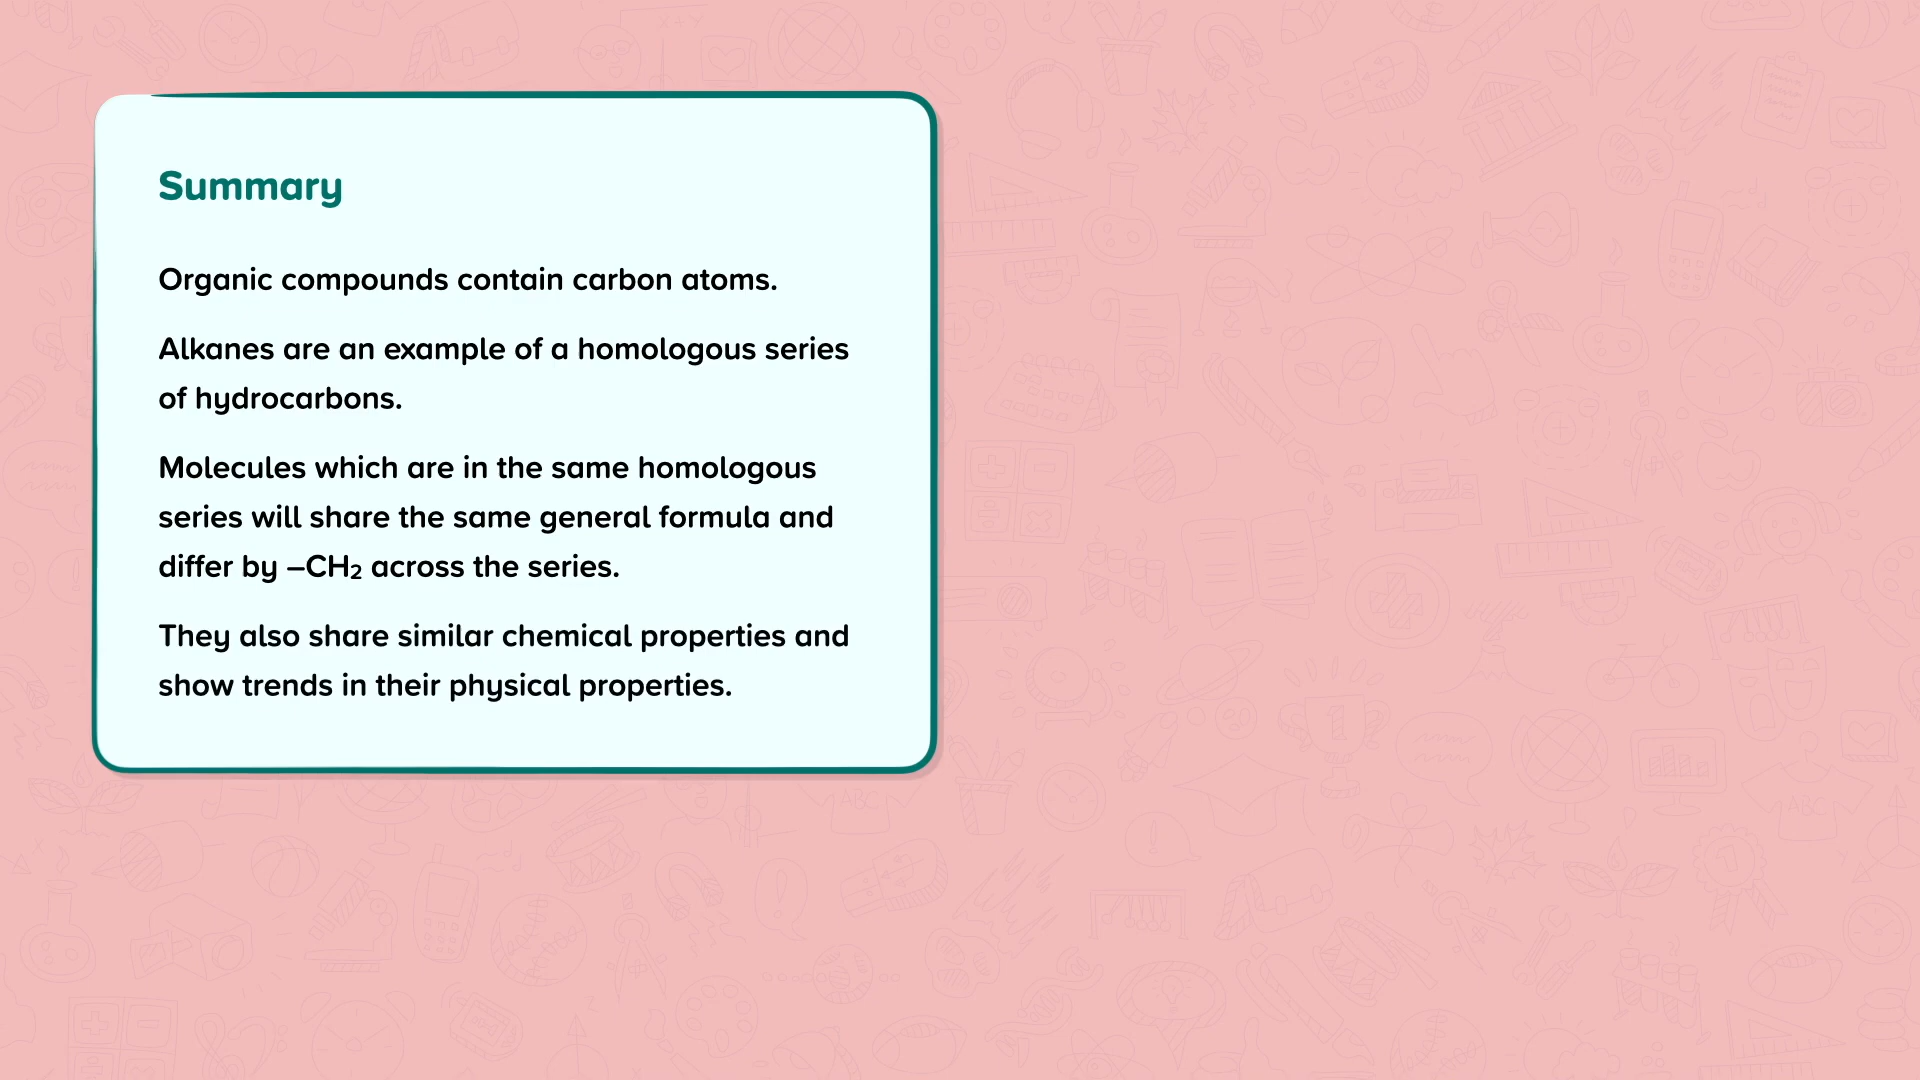 Summary
Organic compounds contain carbon atoms.
Alkanes are an example of a homologous series
of hydrocarbons.
Molecules which are in the same homologous
series will share the same general formula and
differ by –CH₂ across the series.
They also share similar chemical properties and
show trends in their physical properties.
ABC
ABC